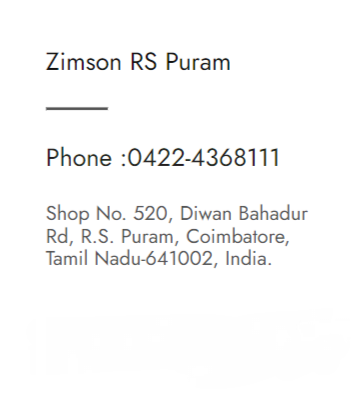 Zimson RS Puram
Phone :0422-4368111
Shop No. 520, Diwan Bahadur
Rd, R.S. Puram, Coimbatore,
Tamil Nadu-641002, India.